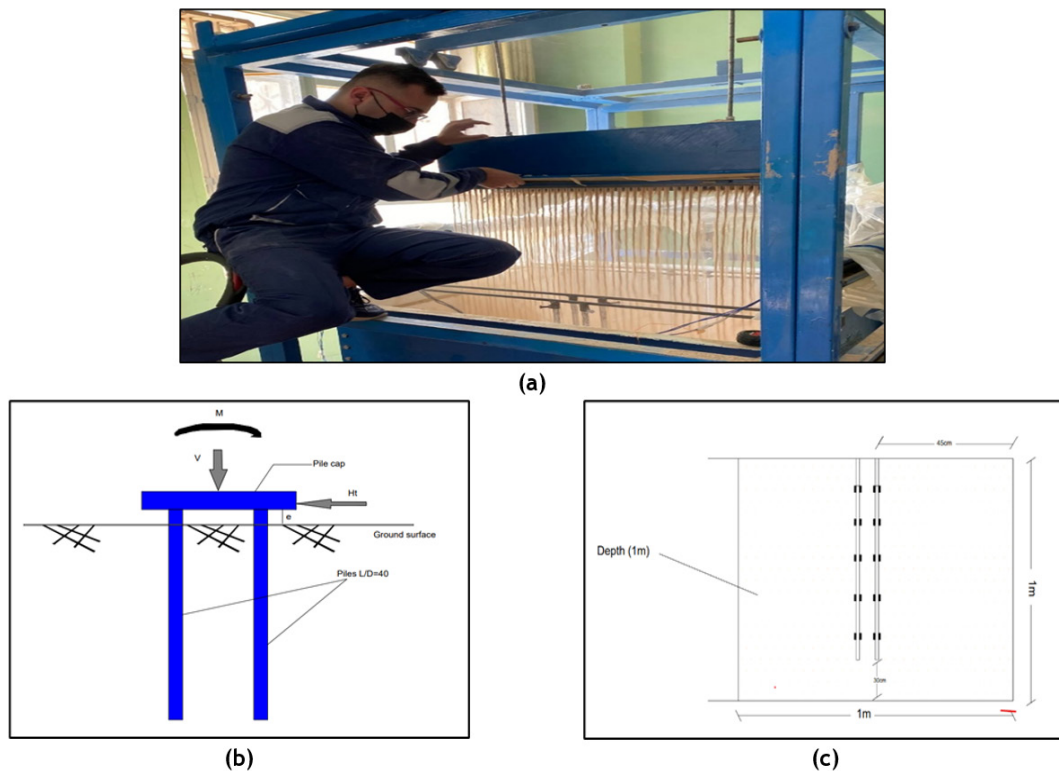 (a)
M
V
Pile cap
Ht
e
Ground surface
Piles L/D=40
(b)
45cm
Depth (1m)
1m
30cm
1m
(c)